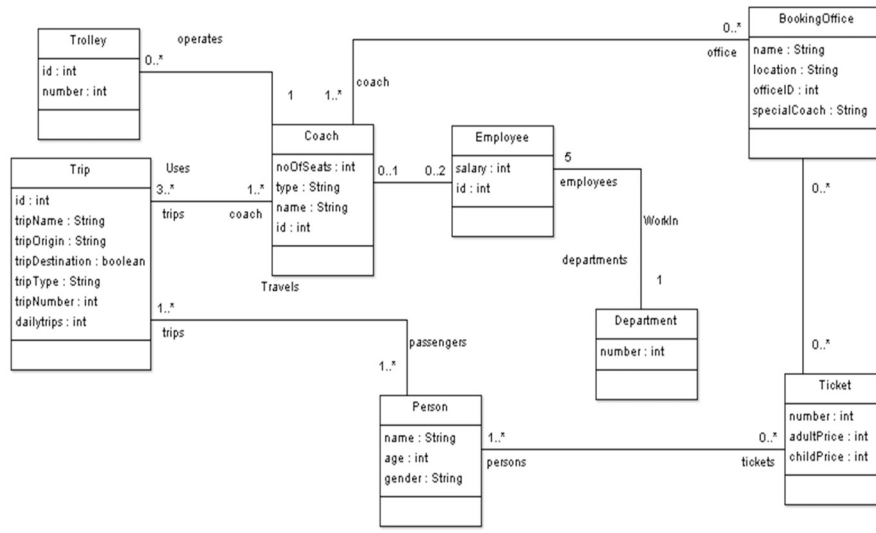 Trolley
id : int
number : int
operates
0..*
1
BookingOffice
name : String
location : String
officeID : int
specialCoach : String
0..*
office
coach
1..*
Coach
noOfSeats : int
type : String
name : String
id : int
Employee
salary : int
id : int
0..1
0..2
5
employees
WorkIn
departments
1
Department
number : int
Trip
id : int
tripName : String
tripOrigin : String
tripDestination : boolean
tripType : String
tripNumber : int
dailytrips : int
Uses
3..*
trips
1..*
coach
Travels
1..*
trips
passengers
1..*
Person
name : String
age : int
gender : String
1..*
persons
0..*
tickets
0..*
0..*
Ticket
number : int
adultPrice : int
childPrice : int